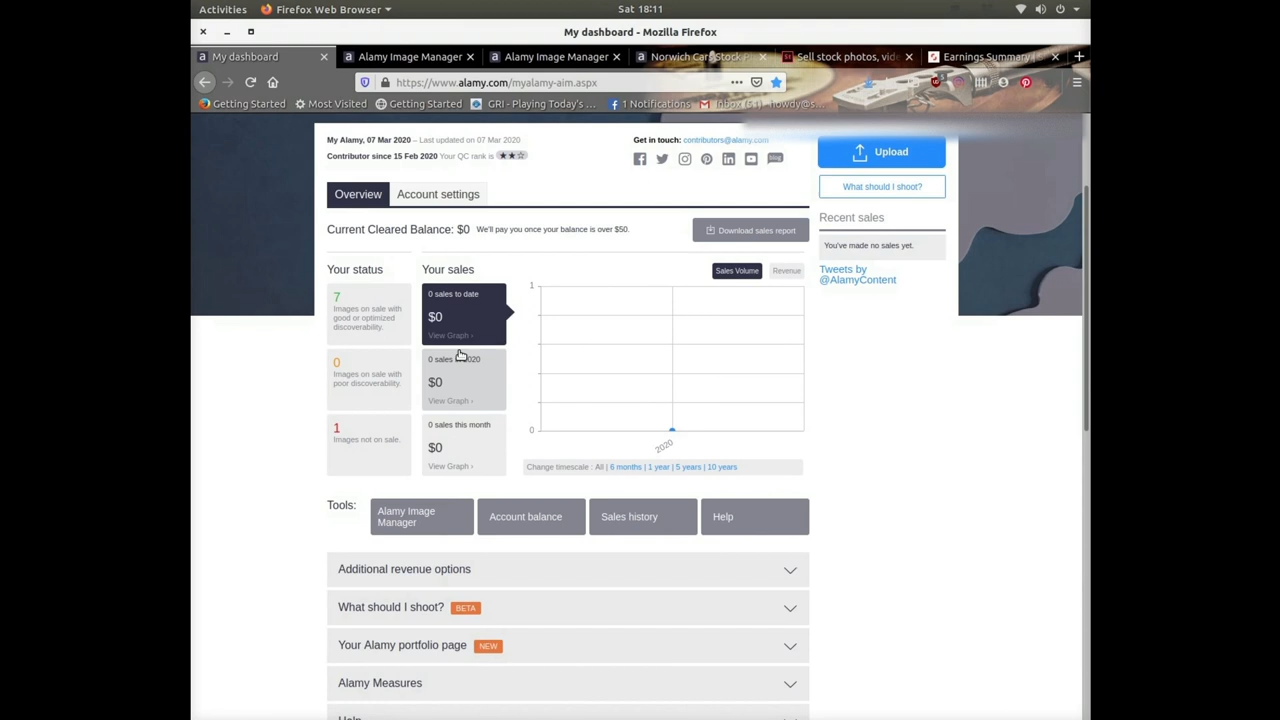 Activities Firefox Web Browser Sat 18:11
My dashboard - Mozilla Firefox
My dashboard Alamy Image Manager Alamy Image Manager Norwich Cars Stock Sell stock photos, vid Earnings Summary
https://www.alamy.com/myalamy-aim.aspx
Getting Started Most Visited Getting Started GRI - Playing Today's ... 1 Notifications
My Alamy, 07 Mar 2020 – Last updated on 07 Mar 2020
Contributor since 15 Feb 2020 Your QC rank is
Get in touch: contributors@alamy.com
blog
Upload
What should I shoot?
Overview Account settings
Recent sales
You've made no sales yet.
Tweets by
@AlamyContent
Current Cleared Balance: $0 We'll pay you once your balance is over $50.
Download sales report
Your status
7
Images on sale with
good or optimized
discoverability.
0
Images on sale with
poor discoverability.
1
Images not on sale.
Your sales
0 sales to date
$0
View Graph ›
0 sales 2020
$0
View Graph ›
0 sales this month
$0
View Graph ›
Sales Volume Revenue
1
0
2020
Change timescale : All | 6 months | 1 year | 5 years | 10 years
Tools:
Alamy Image
Manager
Account balance
Sales history
Help
Additional revenue options
What should I shoot? BETA
Your Alamy portfolio page NEW
Alamy Measures
Help